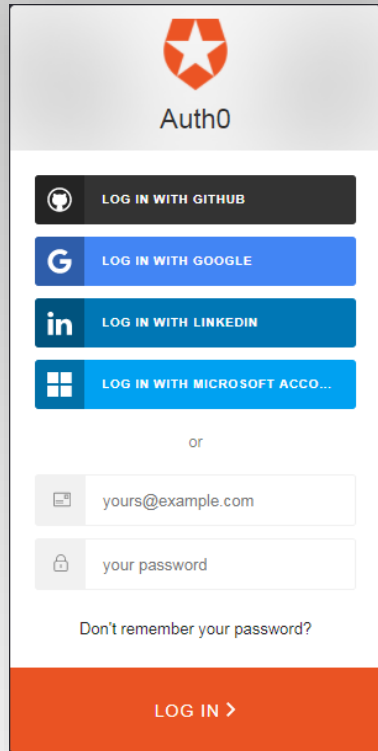 Auth0
LOG IN WITH GITHUB
G LOG IN WITH GOOGLE
in LOG IN WITH LINKEDIN
LOG IN WITH MICROSOFT ACCO...
or
yours@example.com
your password
Don't remember your password?
LOG IN >